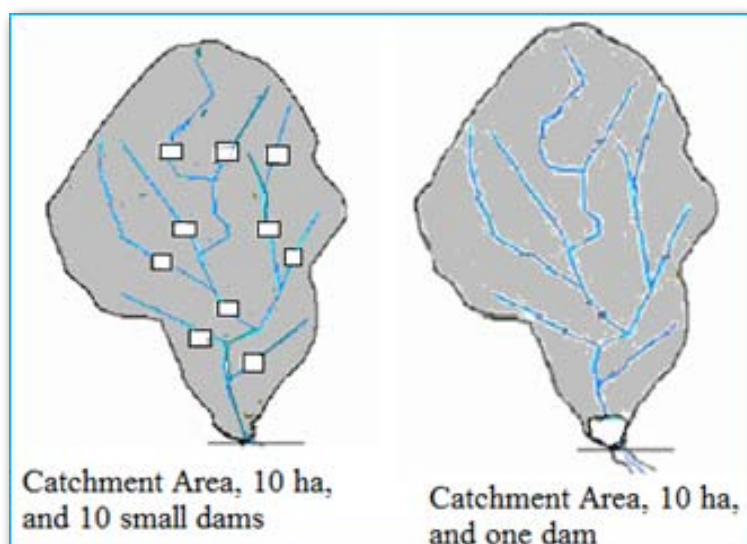 Catchment Area, 10 ha,
and 10 small dams
Catchment Area, 10 ha,
and one dam